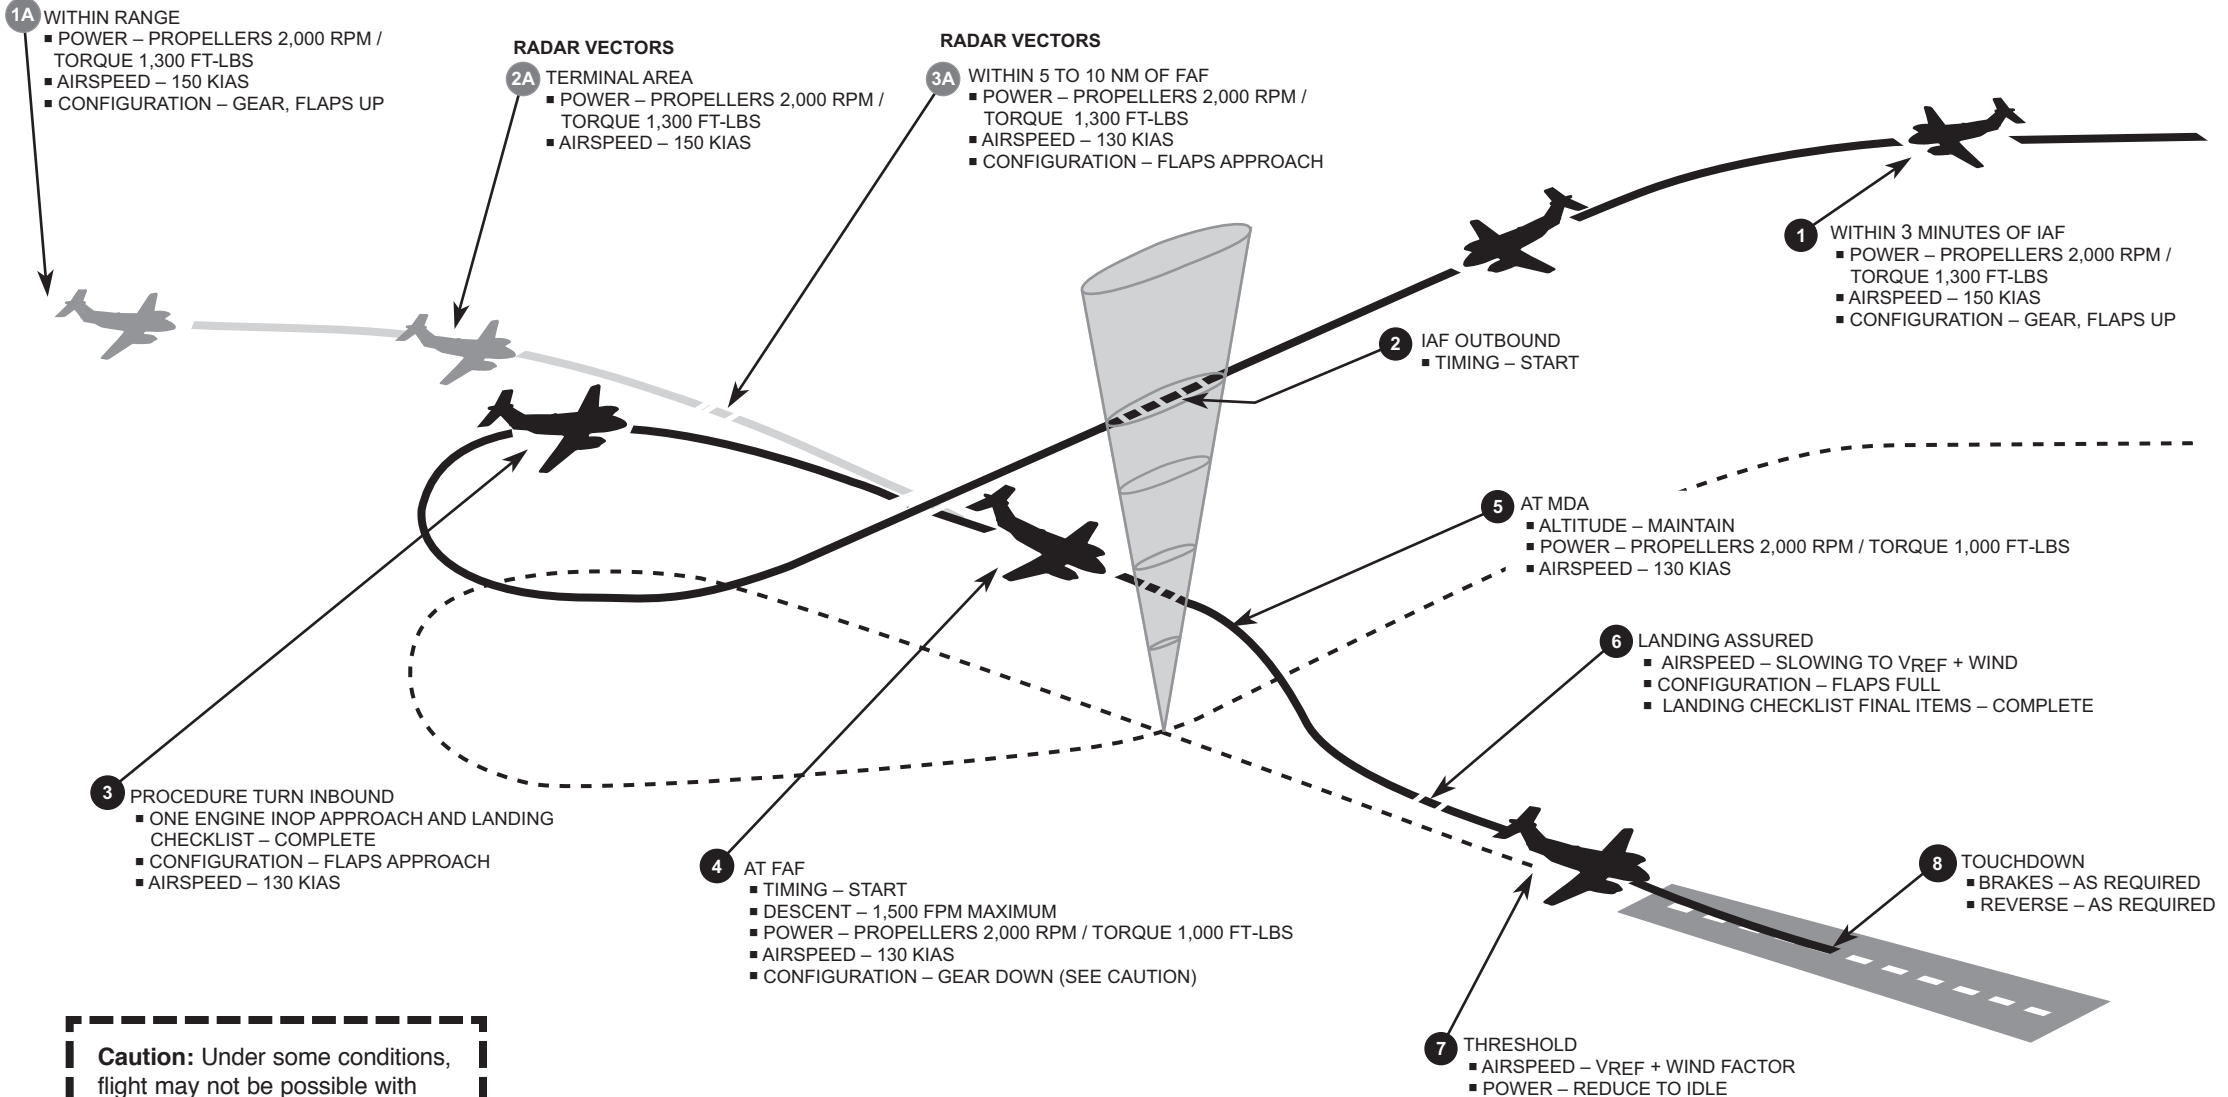 1A WITHIN RANGE
▪ POWER – PROPELLERS 2,000 RPM /
TORQUE 1,300 FT-LBS
▪ AIRSPEED – 150 KIAS
▪ CONFIGURATION – GEAR, FLAPS UP
RADAR VECTORS
2A TERMINAL AREA
▪ POWER – PROPELLERS 2,000 RPM /
TORQUE 1,300 FT-LBS
▪ AIRSPEED – 150 KIAS
RADAR VECTORS
3A WITHIN 5 TO 10 NM OF FAF
▪ POWER – PROPELLERS 2,000 RPM /
TORQUE 1,300 FT-LBS
▪ AIRSPEED – 130 KIAS
▪ CONFIGURATION – FLAPS APPROACH
1 WITHIN 3 MINUTES OF IAF
▪ POWER – PROPELLERS 2,000 RPM /
TORQUE 1,300 FT-LBS
▪ AIRSPEED – 150 KIAS
▪ CONFIGURATION – GEAR, FLAPS UP
2 IAF OUTBOUND
▪ TIMING – START
3 PROCEDURE TURN INBOUND
▪ ONE ENGINE INOP APPROACH AND LANDING
CHECKLIST – COMPLETE
▪ CONFIGURATION – FLAPS APPROACH
▪ AIRSPEED – 130 KIAS
4 AT FAF
▪ TIMING – START
▪ DESCENT – 1,500 FPM MAXIMUM
▪ POWER – PROPELLERS 2,000 RPM / TORQUE 1,000 FT-LBS
▪ AIRSPEED – 130 KIAS
▪ CONFIGURATION – GEAR DOWN (SEE CAUTION)
5 AT MDA
▪ ALTITUDE – MAINTAIN
▪ POWER – PROPELLERS 2,000 RPM / TORQUE 1,000 FT-LBS
▪ AIRSPEED – 130 KIAS
6 LANDING ASSURED
▪ AIRSPEED – SLOWING TO VREF + WIND
▪ CONFIGURATION – FLAPS FULL
▪ LANDING CHECKLIST FINAL ITEMS – COMPLETE
7 THRESHOLD
▪ AIRSPEED – VREF + WIND FACTOR
▪ POWER – REDUCE TO IDLE
8 TOUCHDOWN
▪ BRAKES – AS REQUIRED
▪ REVERSE – AS REQUIRED
Caution: Under some conditions,
flight may not be possible with